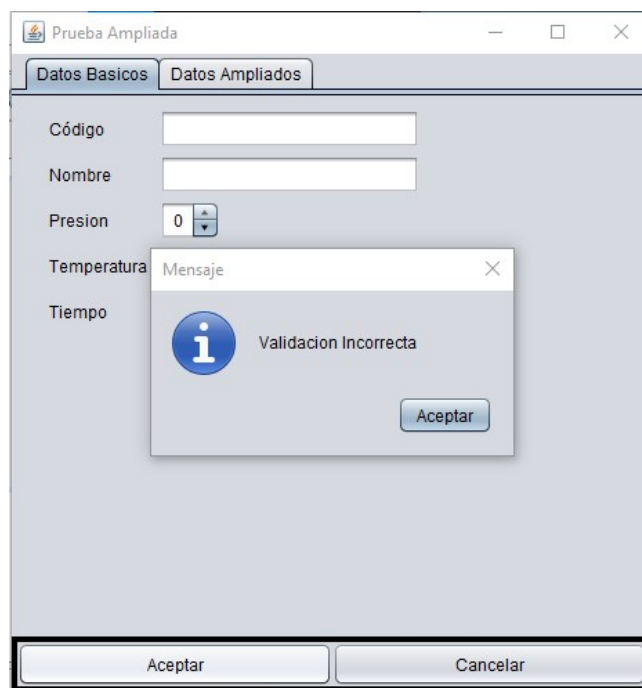 Prueba Ampliada
Datos Basicos Datos Ampliados
Código
Nombre
Presion 0
Temperatura
Mensaje
Tiempo
Validacion Incorrecta
Aceptar
Aceptar Cancelar